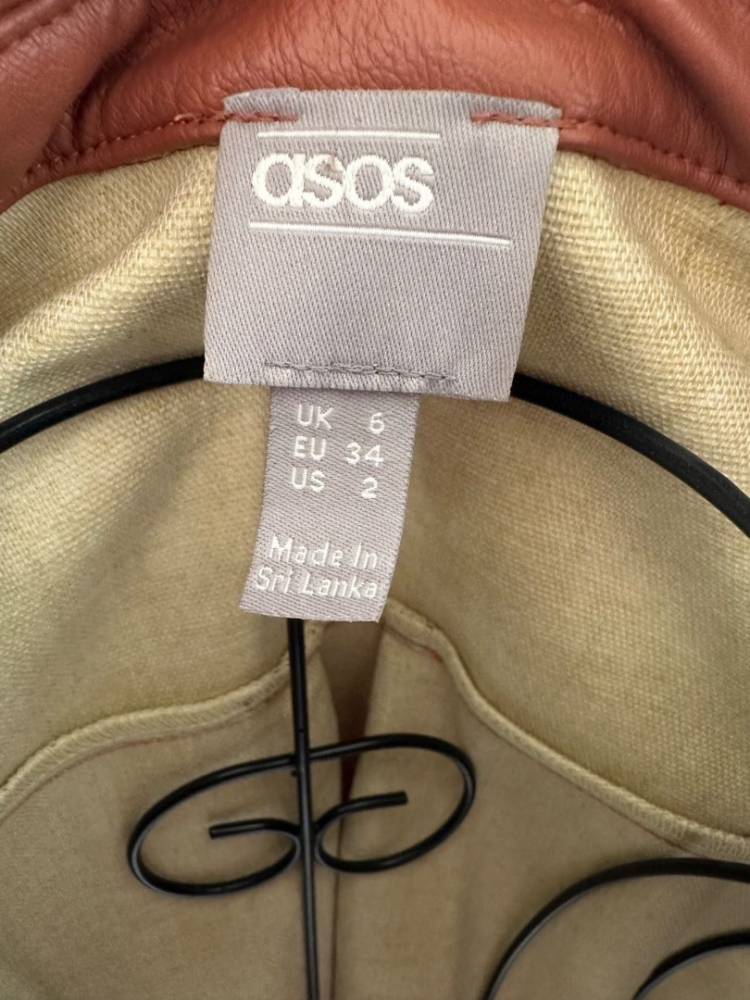 asos
UK 6
EU 34
US 2
Made In
Sri Lanka